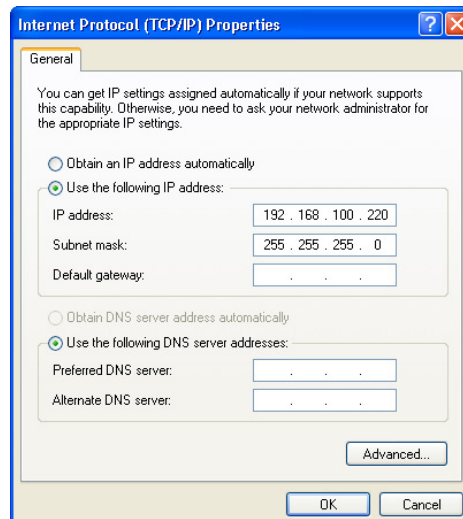 Internet Protocol (TCP/IP) Properties
General
You can get IP settings assigned automatically if your network supports
this capability. Otherwise, you need to ask your network administrator for
the appropriate IP settings.
Obtain an IP address automatically
Use the following IP address:
IP address: 192 . 168 . 100 . 220
Subnet mask: 255 . 255 . 255 . 0
Default gateway: . . .
Obtain DNS server address automatically
Use the following DNS server addresses:
Preferred DNS server: . . .
Alternate DNS server: . . .
Advanced...
OK Cancel